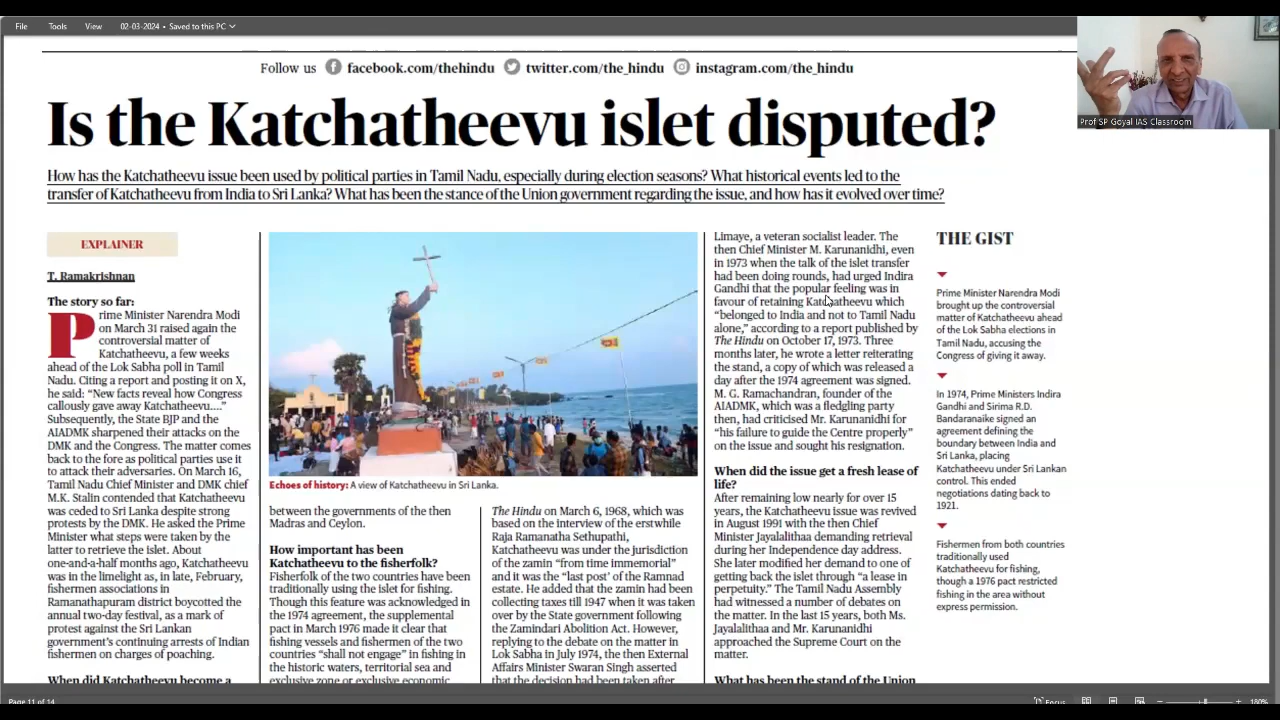 File Tools View 02-03-2024 • Saved to this PC
Follow us facebook.com/thehindu twitter.com/the_hindu instagram.com/the_hindu
Prof SP Goyal IAS Classroom
Is the Katchatheevu islet disputed?
How has the Katchatheevu issue been used by political parties in Tamil Nadu, especially during election seasons? What historical events led to the
transfer of Katchatheevu from India to Sri Lanka? What has been the stance of the Union government regarding the issue, and how has it evolved over time?
EXPLAINER
T. Ramakrishnan
The story so far:
Prime Minister Narendra Modi
on March 31 raised again the
controversial matter of
Katchatheevu, a few weeks
ahead of the Lok Sabha poll in Tamil
Nadu. Citing a report and posting it on X,
he said: “New facts reveal how Congress
callously gave away Katchatheevu....”
Subsequently, the State BJP and the
AIADMK sharpened their attacks on the
DMK and the Congress. The matter comes
back to the fore as political parties use it
to attack their adversaries. On March 16,
Tamil Nadu Chief Minister and DMK chief
M.K. Stalin contended that Katchatheevu
was ceded to Sri Lanka despite strong
protests by the DMK. He asked the Prime
Minister what steps were taken by the
latter to retrieve the islet. About
one-and-a-half months ago, Katchatheevu
was in the limelight as, in late, February,
fishermen associations in
Ramanathapuram district boycotted the
annual two-day festival, as a mark of
protest against the Sri Lankan
government’s continuing arrests of Indian
fishermen on charges of poaching.
When did Katchatheevu become a
Echoes of history: A view of Katchatheevu in Sri Lanka.
between the governments of the then
Madras and Ceylon.
How important has been
Katchatheevu to the fisherfolk?
Fisherfolk of the two countries have been
traditionally using the islet for fishing.
Though this feature was acknowledged in
the 1974 agreement, the supplemental
pact in March 1976 made it clear that
fishing vessels and fishermen of the two
countries “shall not engage” in fishing in
the historic waters, territorial sea and
exclusive zone or exclusive economic
The Hindu on March 6, 1968, which was
based on the interview of the erstwhile
Raja Ramanatha Sethupathi,
Katchatheevu was under the jurisdiction
of the zamin “from time immemorial”
and it was the “last post’ of the Ramnad
estate. He added that the zamin had been
collecting taxes till 1947 when it was taken
over by the State government following
the Zamindari Abolition Act. However,
replying to the debate on the matter in
Lok Sabha in July 1974, the then External
Affairs Minister Swaran Singh asserted
that the decision had been taken after
Limaye, a veteran socialist leader. The
then Chief Minister M. Karunanidhi, even
in 1973 when the talk of the islet transfer
had been doing rounds, had urged Indira
Gandhi that the popular feeling was in
favour of retaining Katchatheevu which
“belonged to India and not to Tamil Nadu
alone,” according to a report published by
The Hindu on October 17, 1973. Three
months later, he wrote a letter reiterating
the stand, a copy of which was released a
day after the 1974 agreement was signed.
M. G. Ramachandran, founder of the
AIADMK, which was a fledgling party
then, had criticised Mr. Karunanidhi for
“his failure to guide the Centre properly”
on the issue and sought his resignation.
When did the issue get a fresh lease of
life?
After remaining low nearly for over 15
years, the Katchatheevu issue was revived
in August 1991 with the then Chief
Minister Jayalalithaa demanding retrieval
during her Independence day address.
She later modified her demand to one of
getting back the islet through “a lease in
perpetuity.” The Tamil Nadu Assembly
had witnessed a number of debates on
the matter. In the last 15 years, both Ms.
Jayalalithaa and Mr. Karunanidhi
approached the Supreme Court on the
matter.
What has been the stand of the Union
THE GIST
Prime Minister Narendra Modi
brought up the controversial
matter of Katchatheevu ahead
of the Lok Sabha elections in
Tamil Nadu, accusing the
Congress of giving it away.
In 1974, Prime Ministers Indira
Gandhi and Sirima R.D.
Bandaranaike signed an
agreement defining the
boundary between India and
Sri Lanka, placing
Katchatheevu under Sri Lankan
control. This ended
negotiations dating back to
1921.
Fishermen from both countries
traditionally used
Katchatheevu for fishing,
though a 1976 pact restricted
fishing in the area without
express permission.
Page 11 of 14 Focus 180%